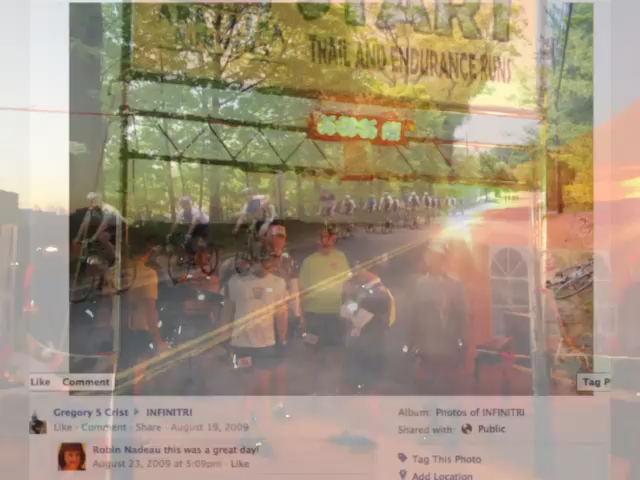 START
TRAIL AND ENDURANCE RUNS
Like Comment
Tag P
Gregory S Crist ▸ INFINITRI
Like · Comment · Share · August 19, 2009
Robin Nadeau this was a great day!
August 23, 2009 at 5:09pm · Like
Album: Photos of INFINITRI
Shared with: Public
Tag This Photo
Add Location